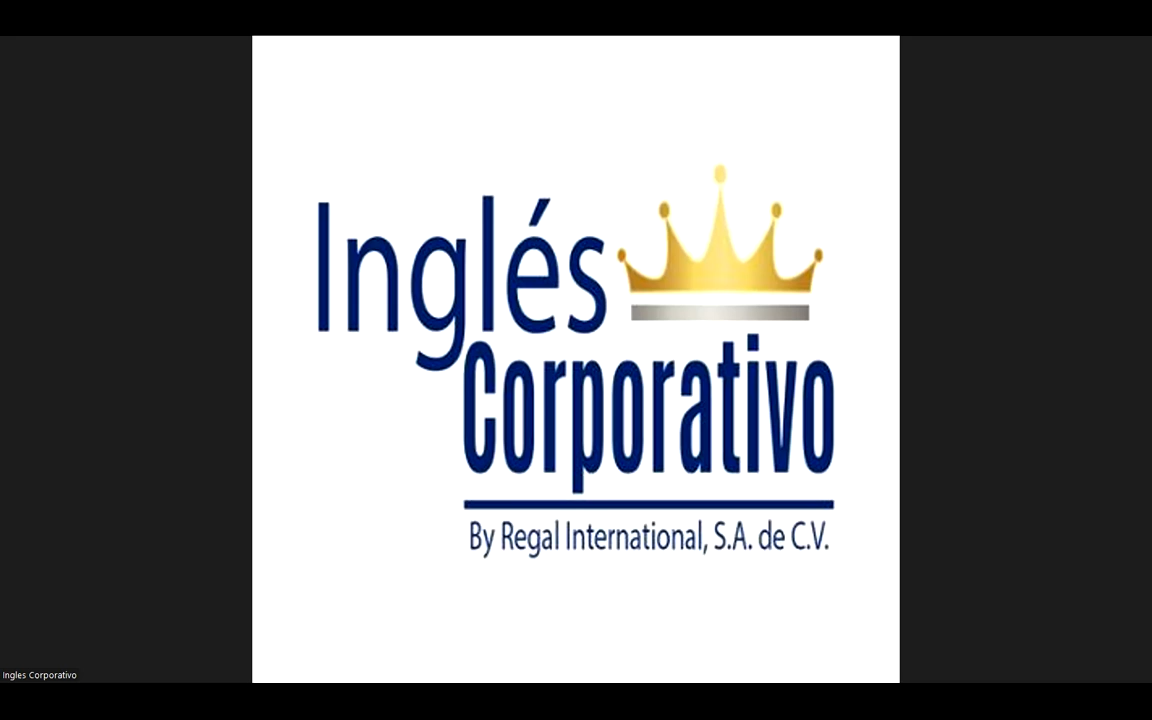 Inglés
Corporativo
By Regal International, S.A. de C.V.
Ingles Corporativo